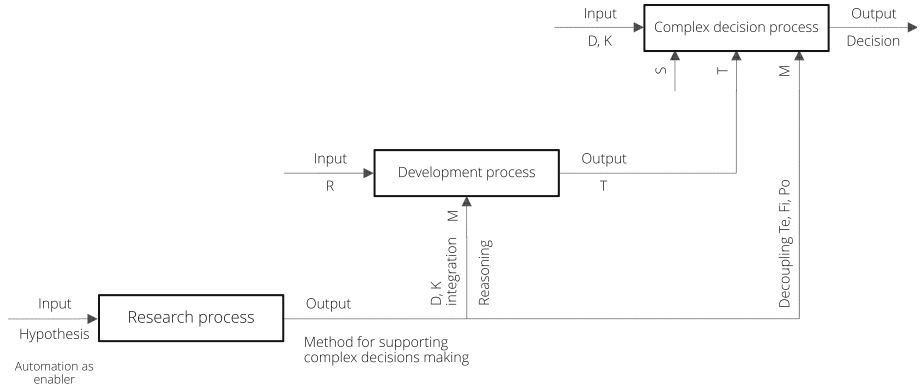 Input
Complex decision process
Output
D, K
Decision
S
T
M
Input
Development process
Output
R
T
M
D, K
integration
Reasoning
Decoupling Te, Fi, Po
Input
Research process
Output
Hypothesis
Method for supporting
complex decisions making
Automation as
enabler